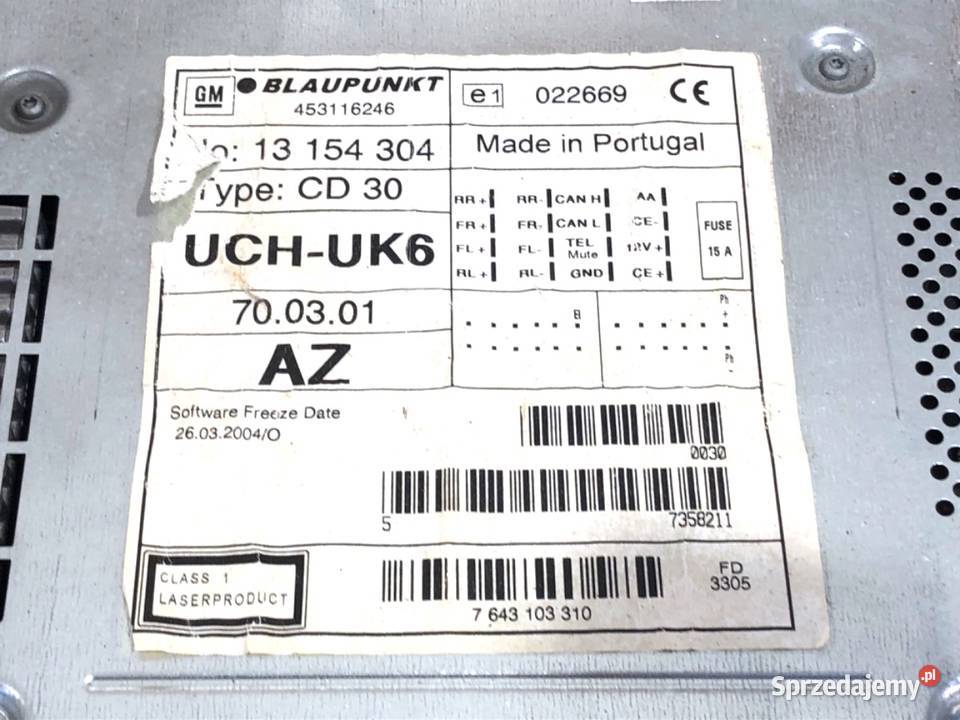 GM BLAUPUNKT
453116246
e1 022669 CE
No: 13 154 304
Made in Portugal
Type: CD 30
UCH-UK6
70.03.01
AZ
RR + RR- CAN H AA
FR + FR- CAN L CE-
FL + FL- TEL Mute 12V +
RL + RL- GND CE +
FUSE
15 A
Ph
+
Ph
-
Software Freeze Date
26.03.2004/O
0030
5 7358211
CLASS 1
LASERPRODUCT
7 643 103 310
FD
3305
Sprzedajemy.pl